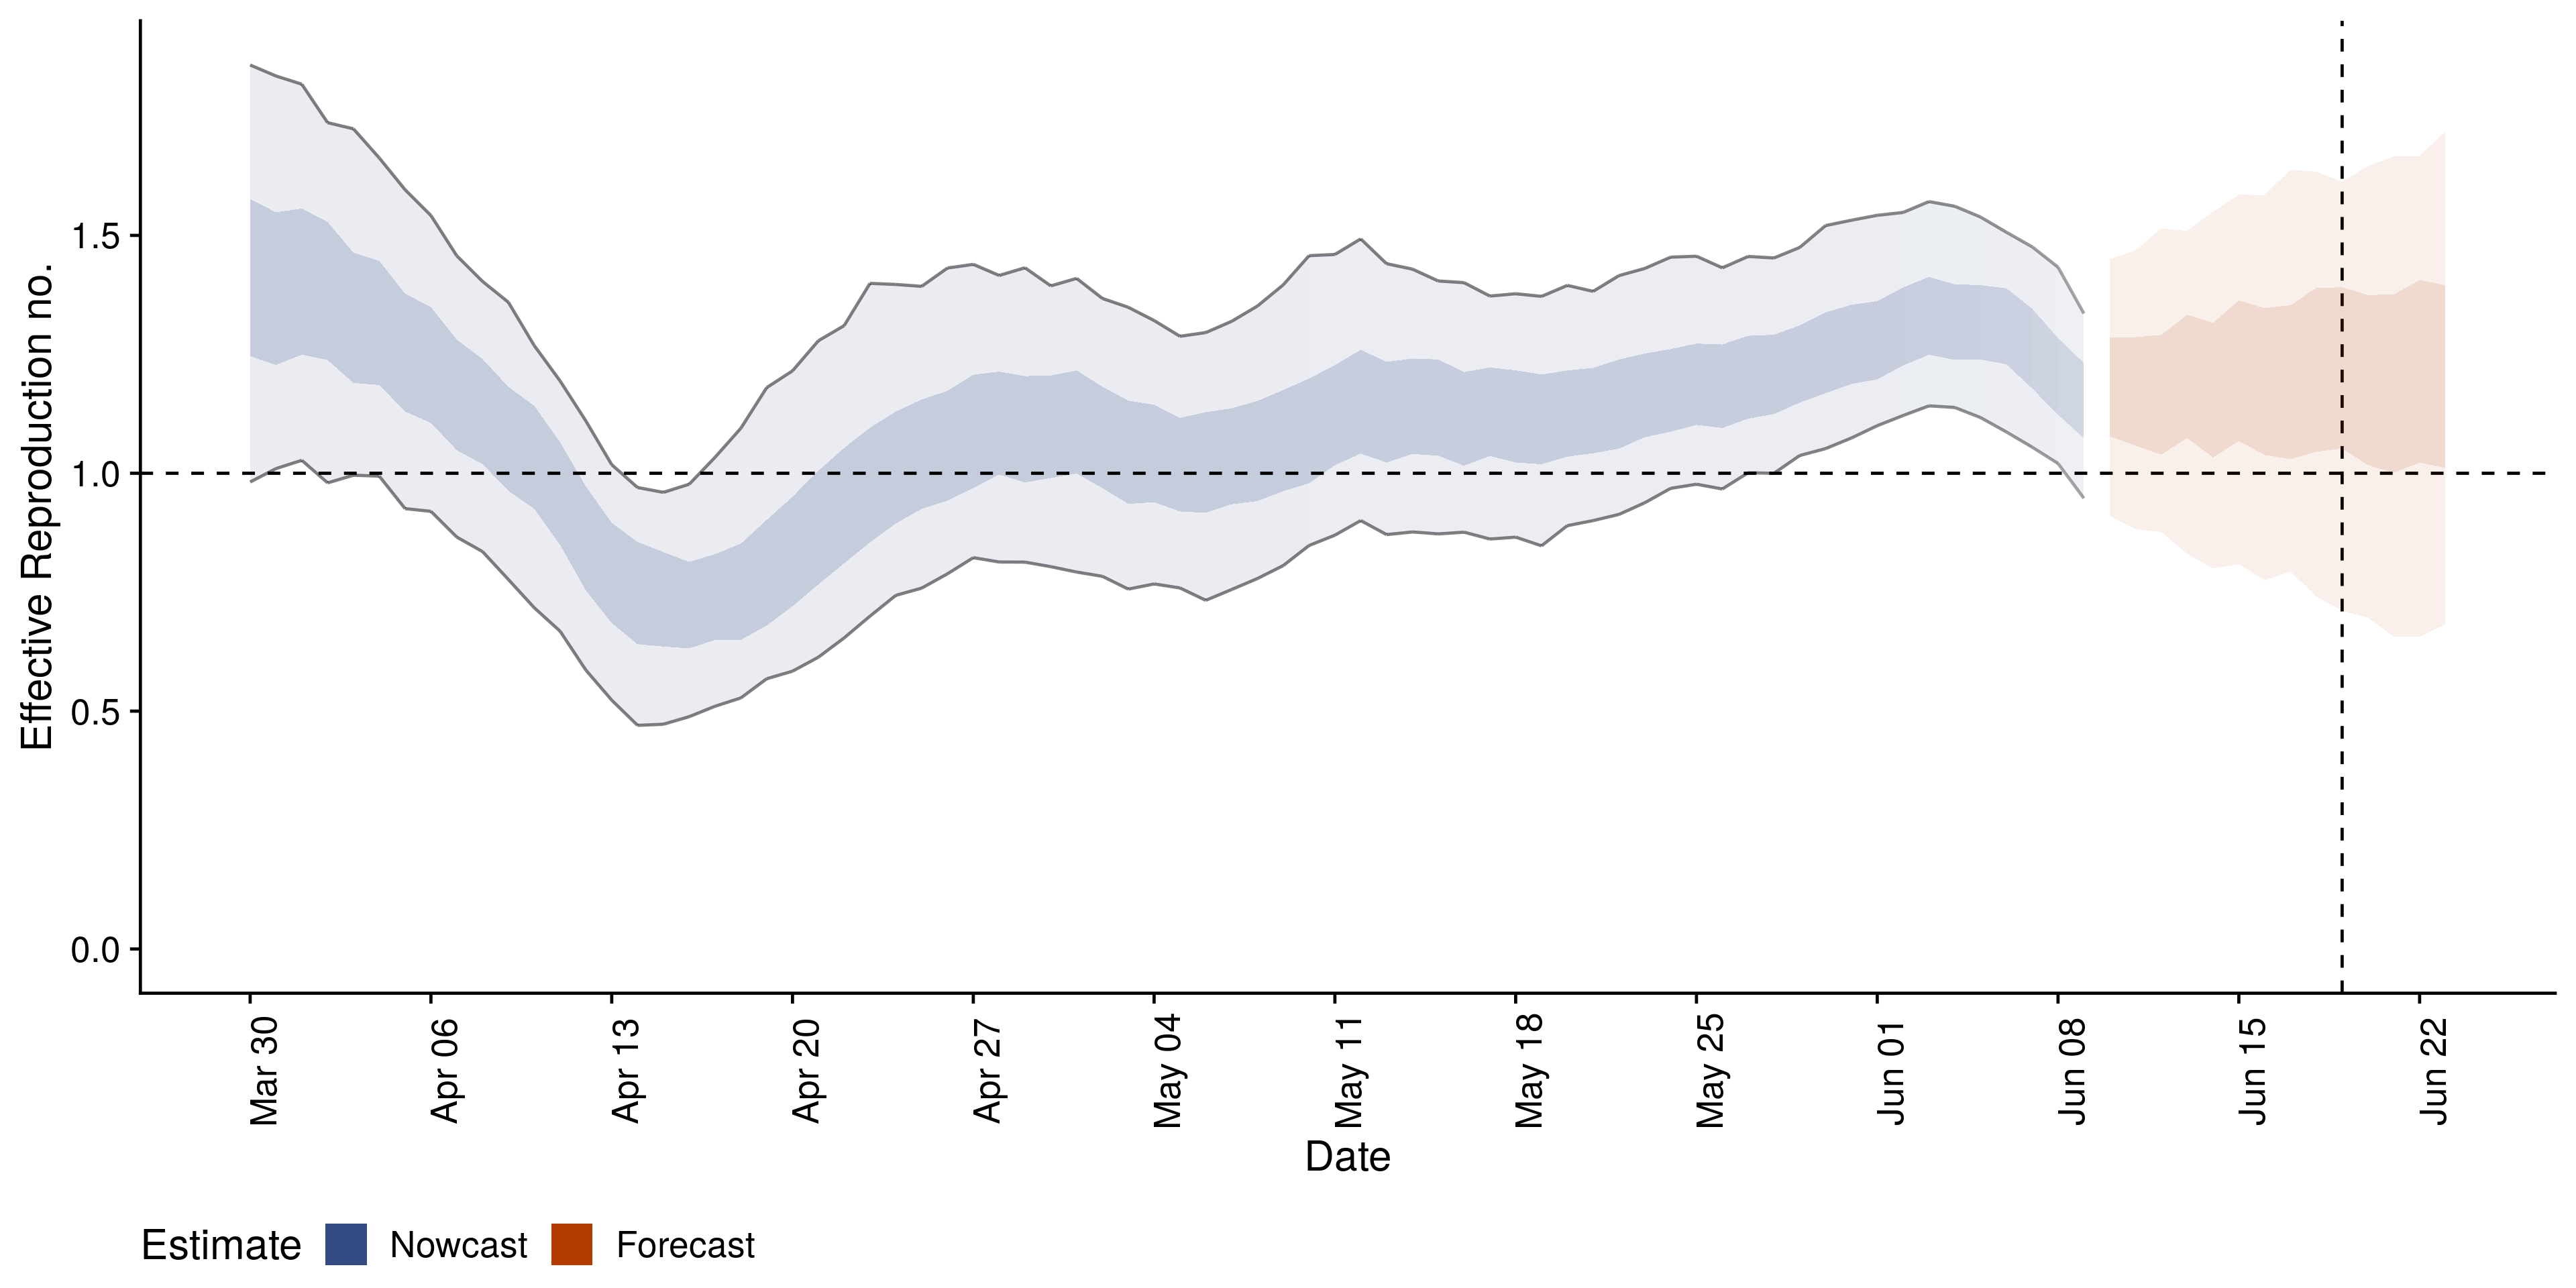 Effective Reproduction no.
1.5
1.0
0.5
0.0
Mar 30
Apr 06
Apr 13
Apr 20
Apr 27
May 04
May 11
May 18
May 25
Jun 01
Jun 08
Jun 15
Jun 22
Date
Estimate Nowcast Forecast